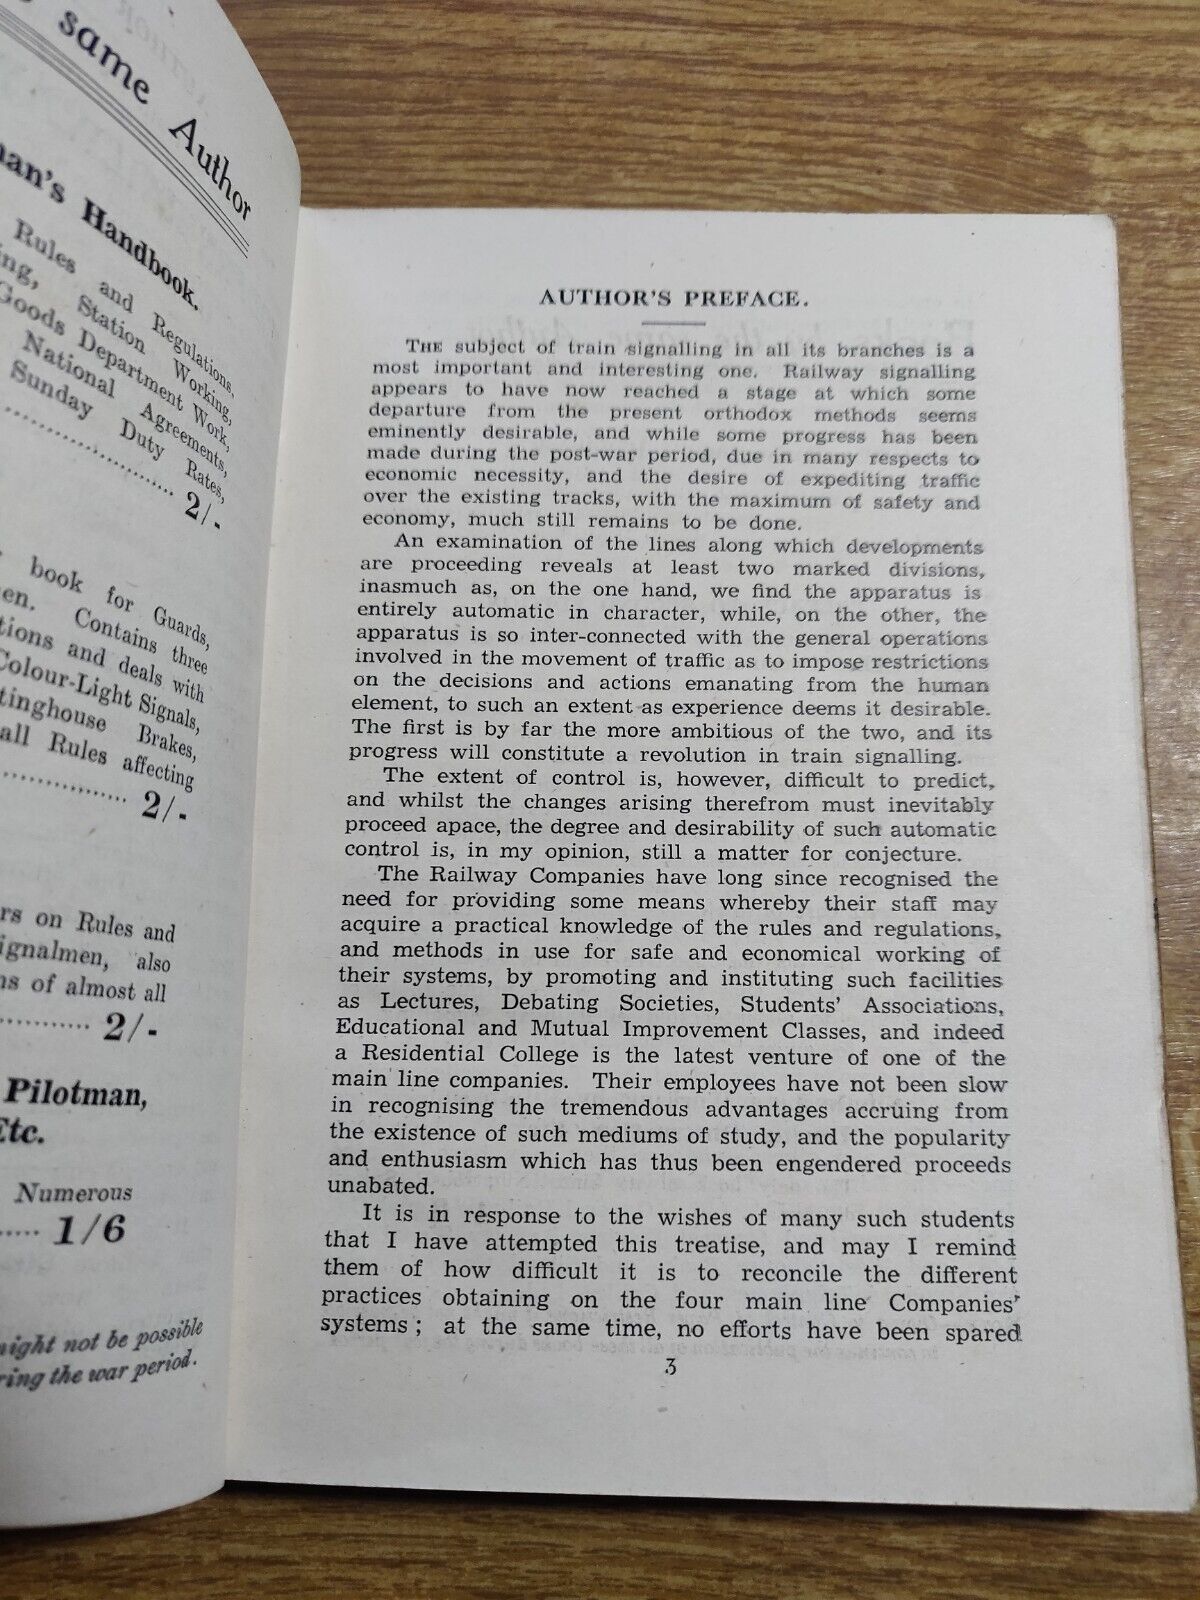 same Author
Handbook.
Rules and Regulations,
Station Working,
Goods Department Work,
National Agreements,
Sunday Duty Rates,
2/-
book for Guards,
Contains three
and deals with
Colour-Light Signals,
Brakes,
all Rules affecting
2/-
on Rules and
also
of almost all
2/-
Pilotman,
Etc.
Numerous
1/6
might not be possible
the war period.
AUTHOR'S PREFACE.
THE subject of train signalling in all its branches is a
most important and interesting one. Railway signalling
appears to have now reached a stage at which some
departure from the present orthodox methods seems
eminently desirable, and while some progress has been
made during the post-war period, due in many respects to
economic necessity, and the desire of expediting traffic
over the existing tracks, with the maximum of safety and
economy, much still remains to be done.
An examination of the lines along which developments
are proceeding reveals at least two marked divisions,
inasmuch as, on the one hand, we find the apparatus is
entirely automatic in character, while, on the other, the
apparatus is so inter-connected with the general operations
involved in the movement of traffic as to impose restrictions
on the decisions and actions emanating from the human
element, to such an extent as experience deems it desirable.
The first is by far the more ambitious of the two, and its
progress will constitute a revolution in train signalling.
The extent of control is, however, difficult to predict,
and whilst the changes arising therefrom must inevitably
proceed apace, the degree and desirability of such automatic
control is, in my opinion, still a matter for conjecture.
The Railway Companies have long since recognised the
need for providing some means whereby their staff may
acquire a practical knowledge of the rules and regulations,
and methods in use for safe and economical working of
their systems, by promoting and instituting such facilities
as Lectures, Debating Societies, Students' Associations,
Educational and Mutual Improvement Classes, and indeed
a Residential College is the latest venture of one of the
main line companies. Their employees have not been slow
in recognising the tremendous advantages accruing from
the existence of such mediums of study, and the popularity
and enthusiasm which has thus been engendered proceeds
unabated.
It is in response to the wishes of many such students
that I have attempted this treatise, and may I remind
them of how difficult it is to reconcile the different
practices obtaining on the four main line Companies'
systems; at the same time, no efforts have been spared
3